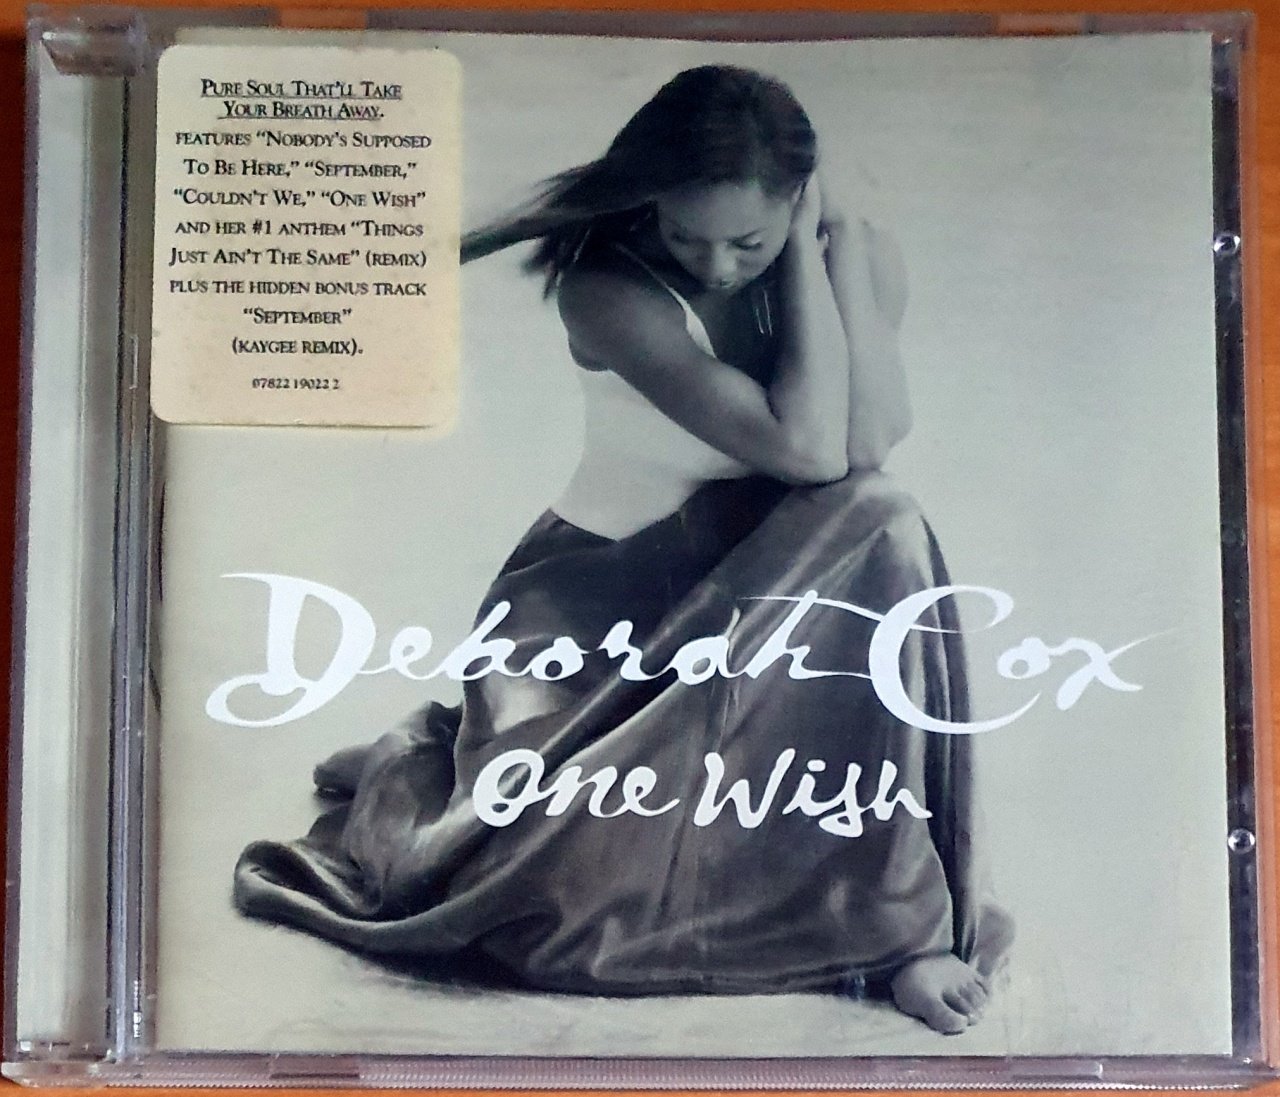 PURE SOUL THAT'LL TAKE
YOUR BREATH AWAY.
FEATURES "NOBODY'S SUPPOSED
TO BE HERE," "SEPTEMBER,"
"COULDN'T WE," "ONE WISH"
AND HER #1 ANTHEM "THINGS
JUST AIN'T THE SAME" (REMIX)
PLUS THE HIDDEN BONUS TRACK
"SEPTEMBER"
(KAYGEE REMIX).
07822 19022 2
Deborah Cox
One Wish